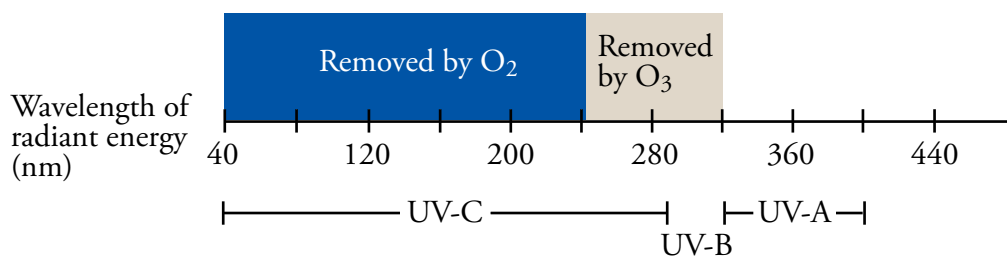 Removed by O₂
Removed
by O₃
Wavelength of
radiant energy
(nm)
40 120 200 280 360 440
UV-C UV-A
UV-B